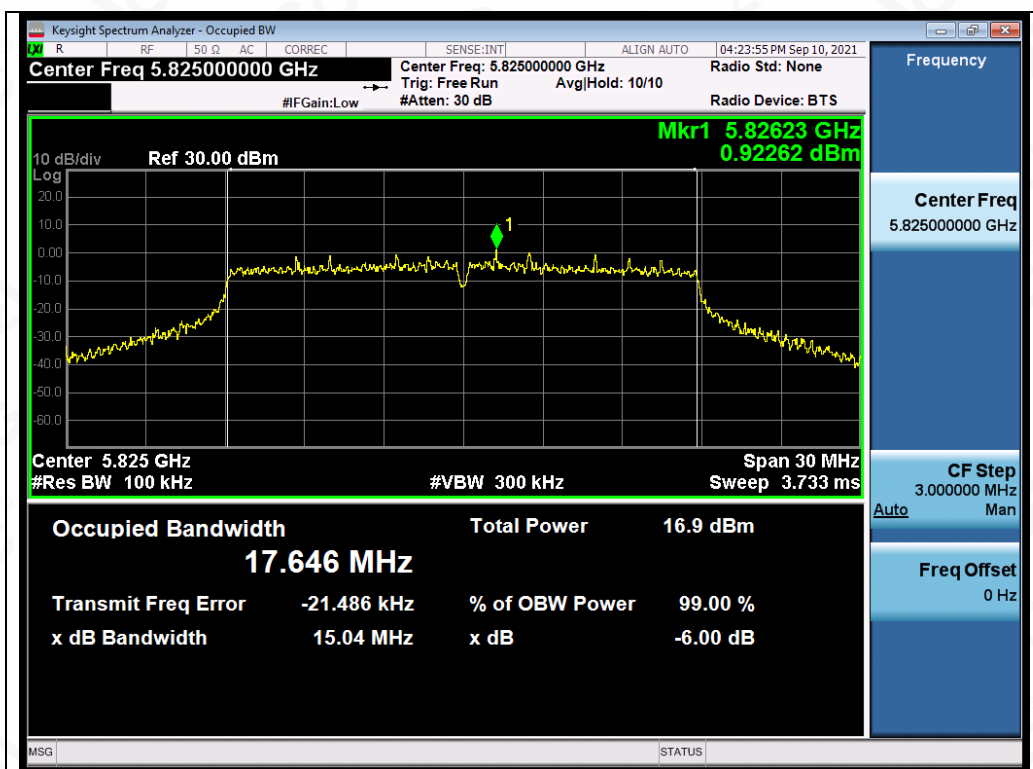 Keysight Spectrum Analyzer - Occupied BW
LXI R RF 50 Ω AC CORREC SENSE:INT ALIGN AUTO 04:23:55 PM Sep 10, 2021
Center Freq 5.825000000 GHz
Center Freq: 5.825000000 GHz Radio Std: None
Trig: Free Run Avg|Hold: 10/10
#IFGain:Low #Atten: 30 dB Radio Device: BTS
Mkr1 5.82623 GHz
0.92262 dBm
10 dB/div Ref 30.00 dBm
Log
20.0
10.0
0.00
-10.0
-20.0
-30.0
-40.0
-50.0
-60.0
1
Center 5.825 GHz Span 30 MHz
#Res BW 100 kHz #VBW 300 kHz Sweep 3.733 ms
Occupied Bandwidth Total Power 16.9 dBm
17.646 MHz
Transmit Freq Error -21.486 kHz % of OBW Power 99.00 %
x dB Bandwidth 15.04 MHz x dB -6.00 dB
Frequency
Center Freq
5.825000000 GHz
CF Step
3.000000 MHz
Auto Man
Freq Offset
0 Hz
MSG STATUS